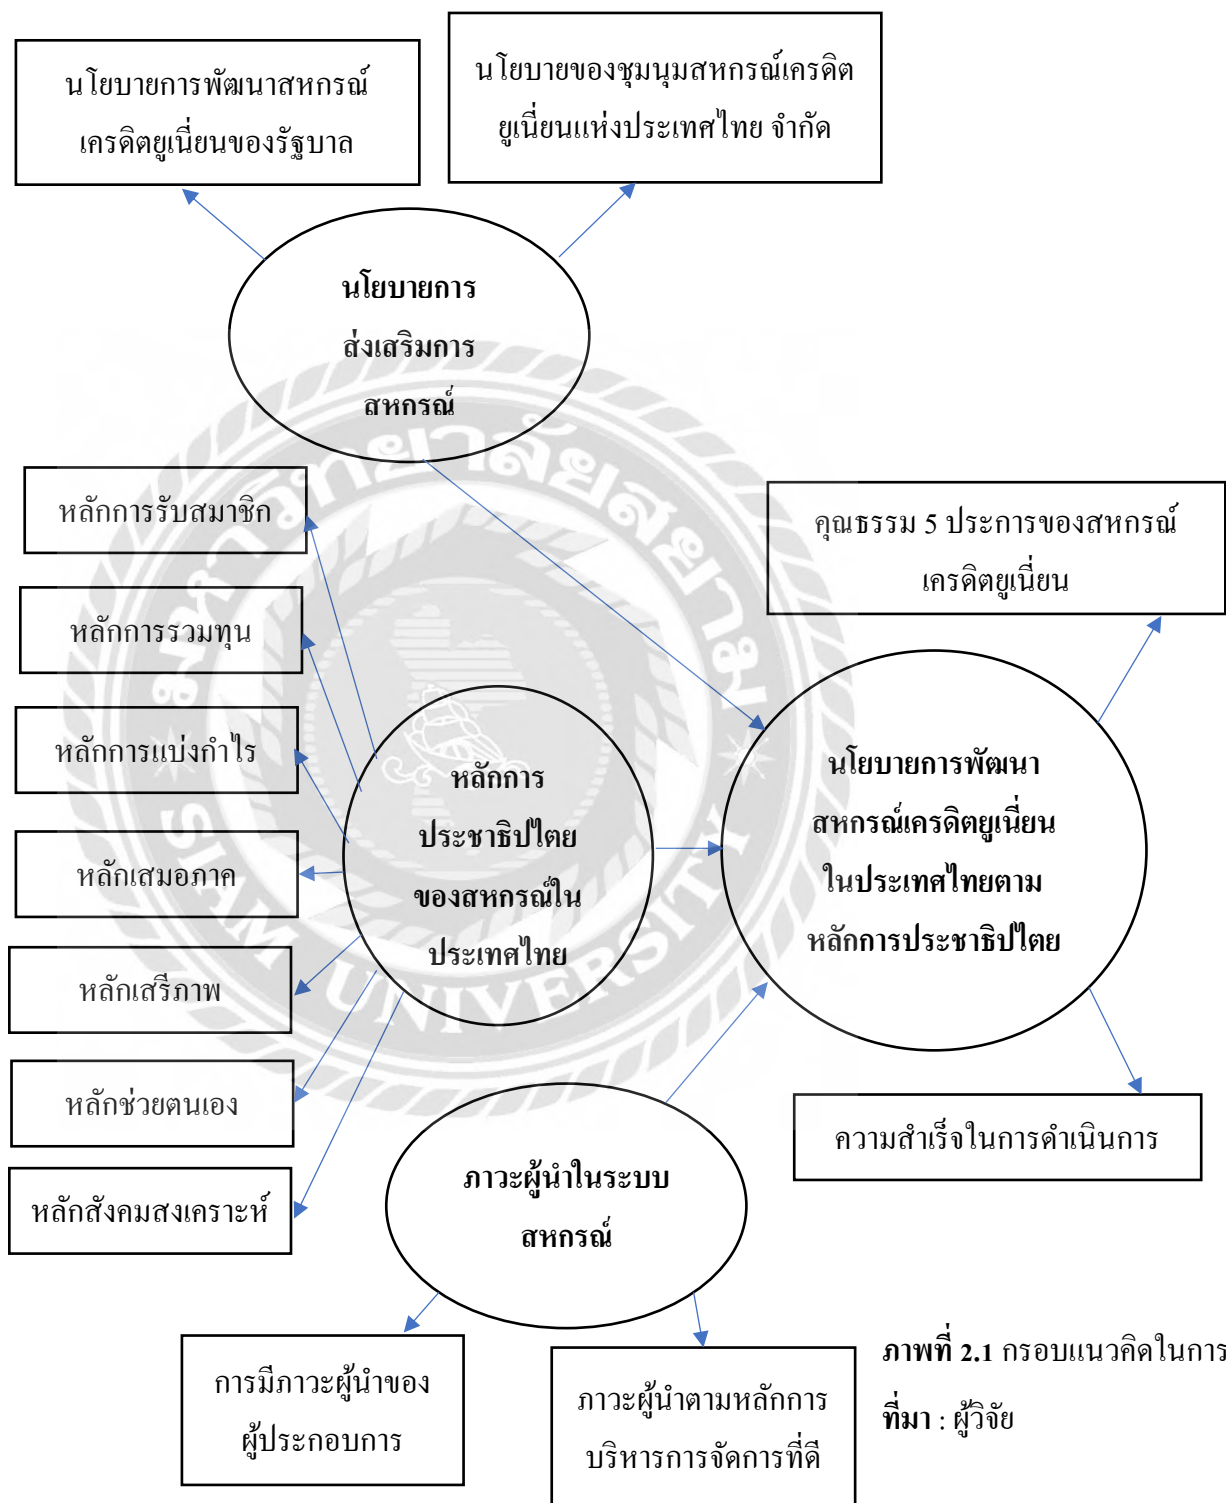 นโยบายการพัฒนาสหกรณ์
เครดิตยูเนี่ยนของรัฐบาล
นโยบายของชุมนุมสหกรณ์เครดิต
ยูเนี่ยนแห่งประเทศไทย จำกัด
นโยบายการ
ส่งเสริมการ
สหกรณ์
หลักการรับสมาชิก
หลักการรวมทุน
หลักการแบ่งกำไร
หลักเสมอภาค
หลักเสรีภาพ
หลักช่วยตนเอง
หลักสังคมสงเคราะห์
หลักการ
ประชาธิปไตย
ของสหกรณ์ใน
ประเทศไทย
คุณธรรม 5 ประการของสหกรณ์
เครดิตยูเนี่ยน
นโยบายการพัฒนา
สหกรณ์เครดิตยูเนี่ยน
ในประเทศไทยตาม
หลักการประชาธิปไตย
ความสำเร็จในการดำเนินการ
ภาวะผู้นำในระบบ
สหกรณ์
การมีภาวะผู้นำของ
ผู้ประกอบการ
ภาวะผู้นำตามหลักการ
บริหารการจัดการที่ดี
ภาพที่ 2.1 กรอบแนวคิดในการ
ที่มา : ผู้วิจัย
มหาวิทยาลัยสยาม
SIAM UNIVERSITY